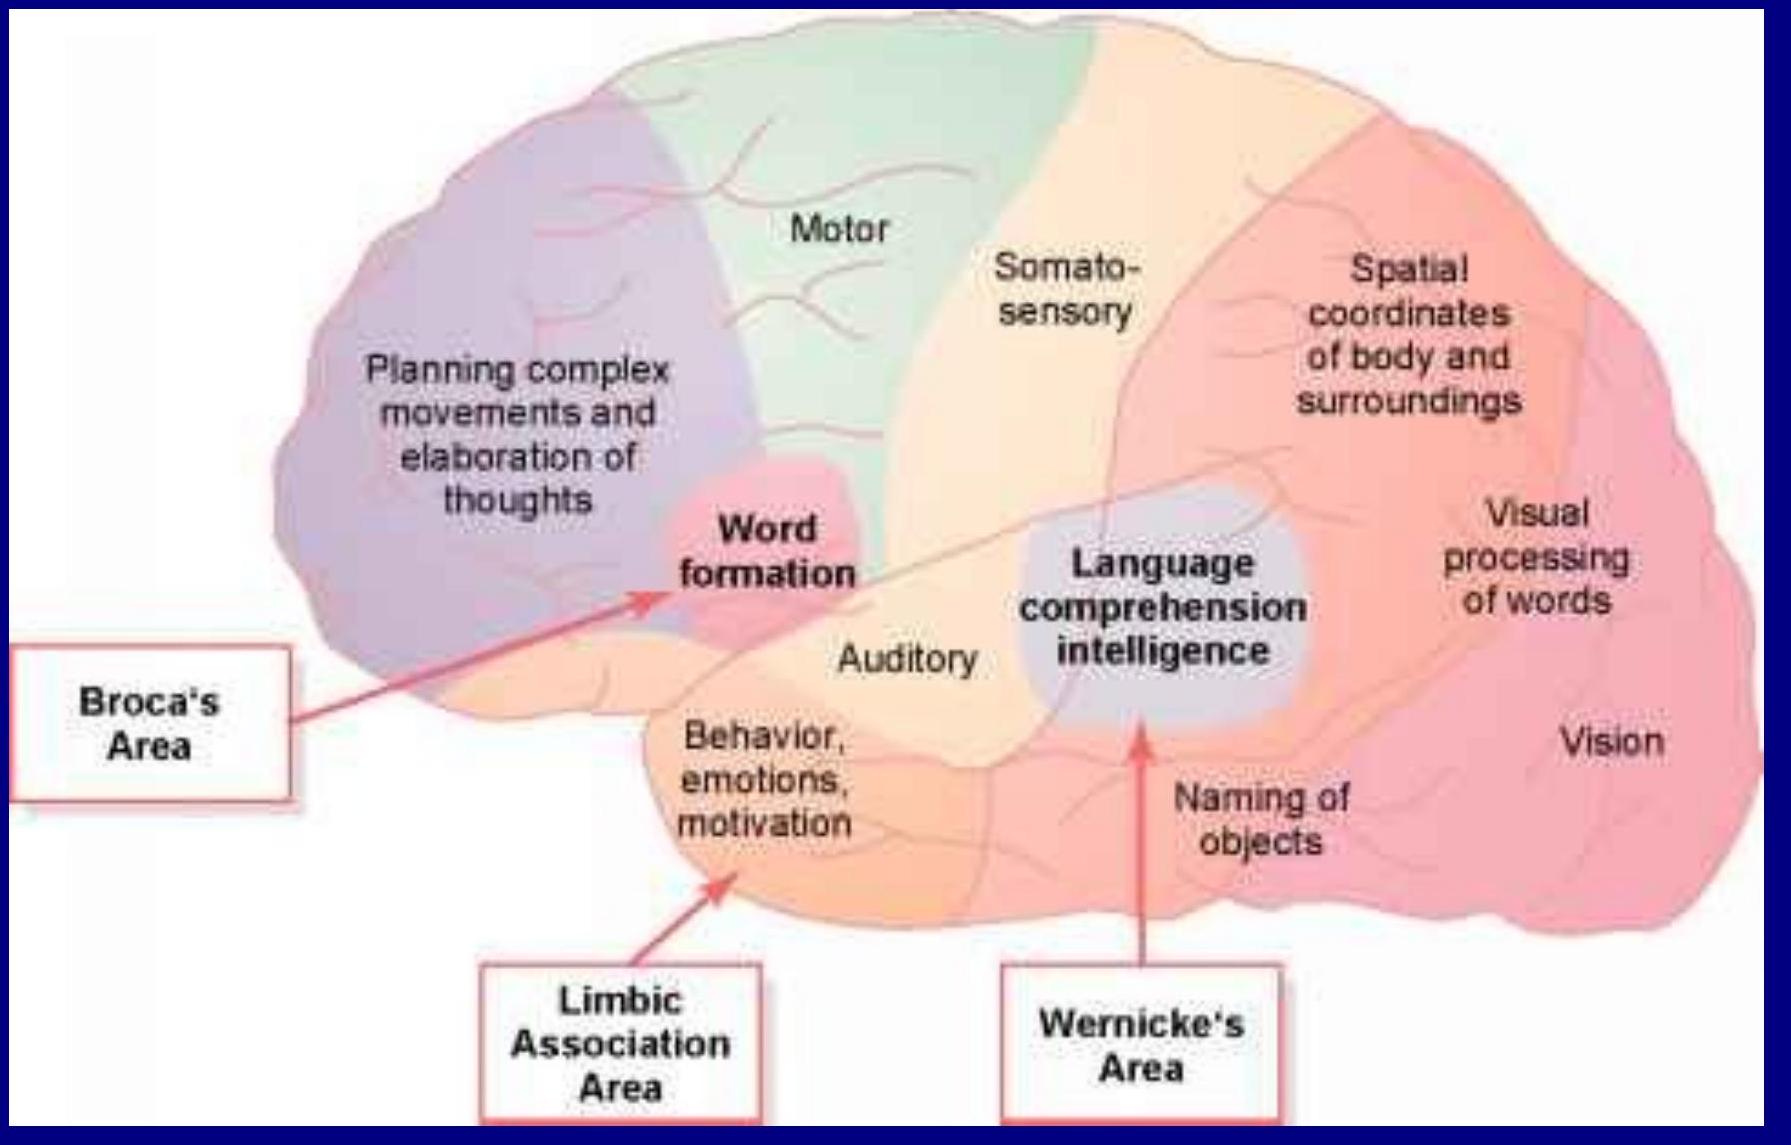 Motor
Somato-
sensory
Spatial
coordinates
of body and
surroundings
Planning complex
movements and
elaboration of
thoughts
Word
formation
Language
comprehension
intelligence
Visual
processing
of words
Auditory
Broca‘s
Area
Behavior,
emotions,
motivation
Vision
Naming of
objects
Limbic
Association
Area
Wernicke‘s
Area